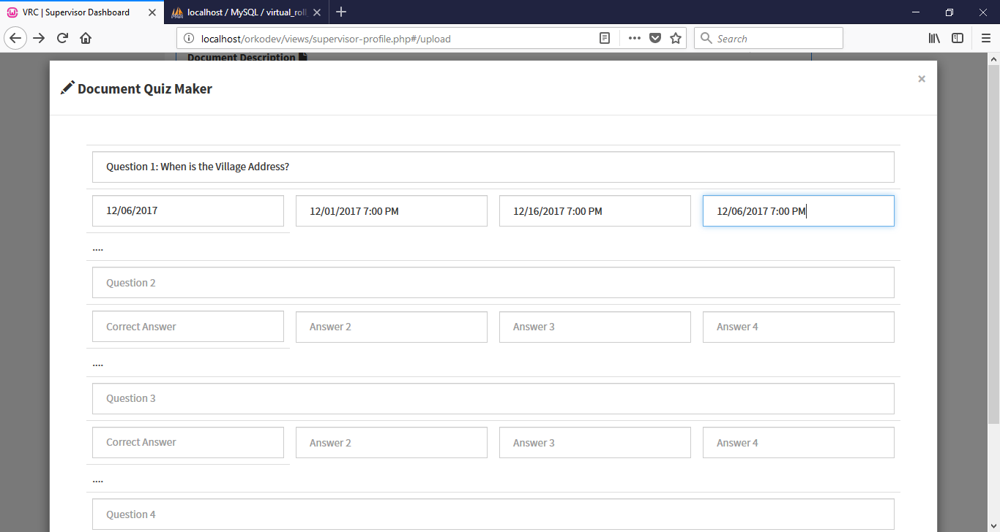 VRC | Supervisor Dashboard
localhost / MySQL / virtual_roll
localhost/orkodev/views/supervisor-profile.php#/upload
Search
Document Description
Document Quiz Maker
×
Question 1: When is the Village Address?
12/06/2017 12/01/2017 7:00 PM 12/16/2017 7:00 PM 12/06/2017 7:00 PM
....
Question 2
Correct Answer Answer 2 Answer 3 Answer 4
....
Question 3
Correct Answer Answer 2 Answer 3 Answer 4
....
Question 4